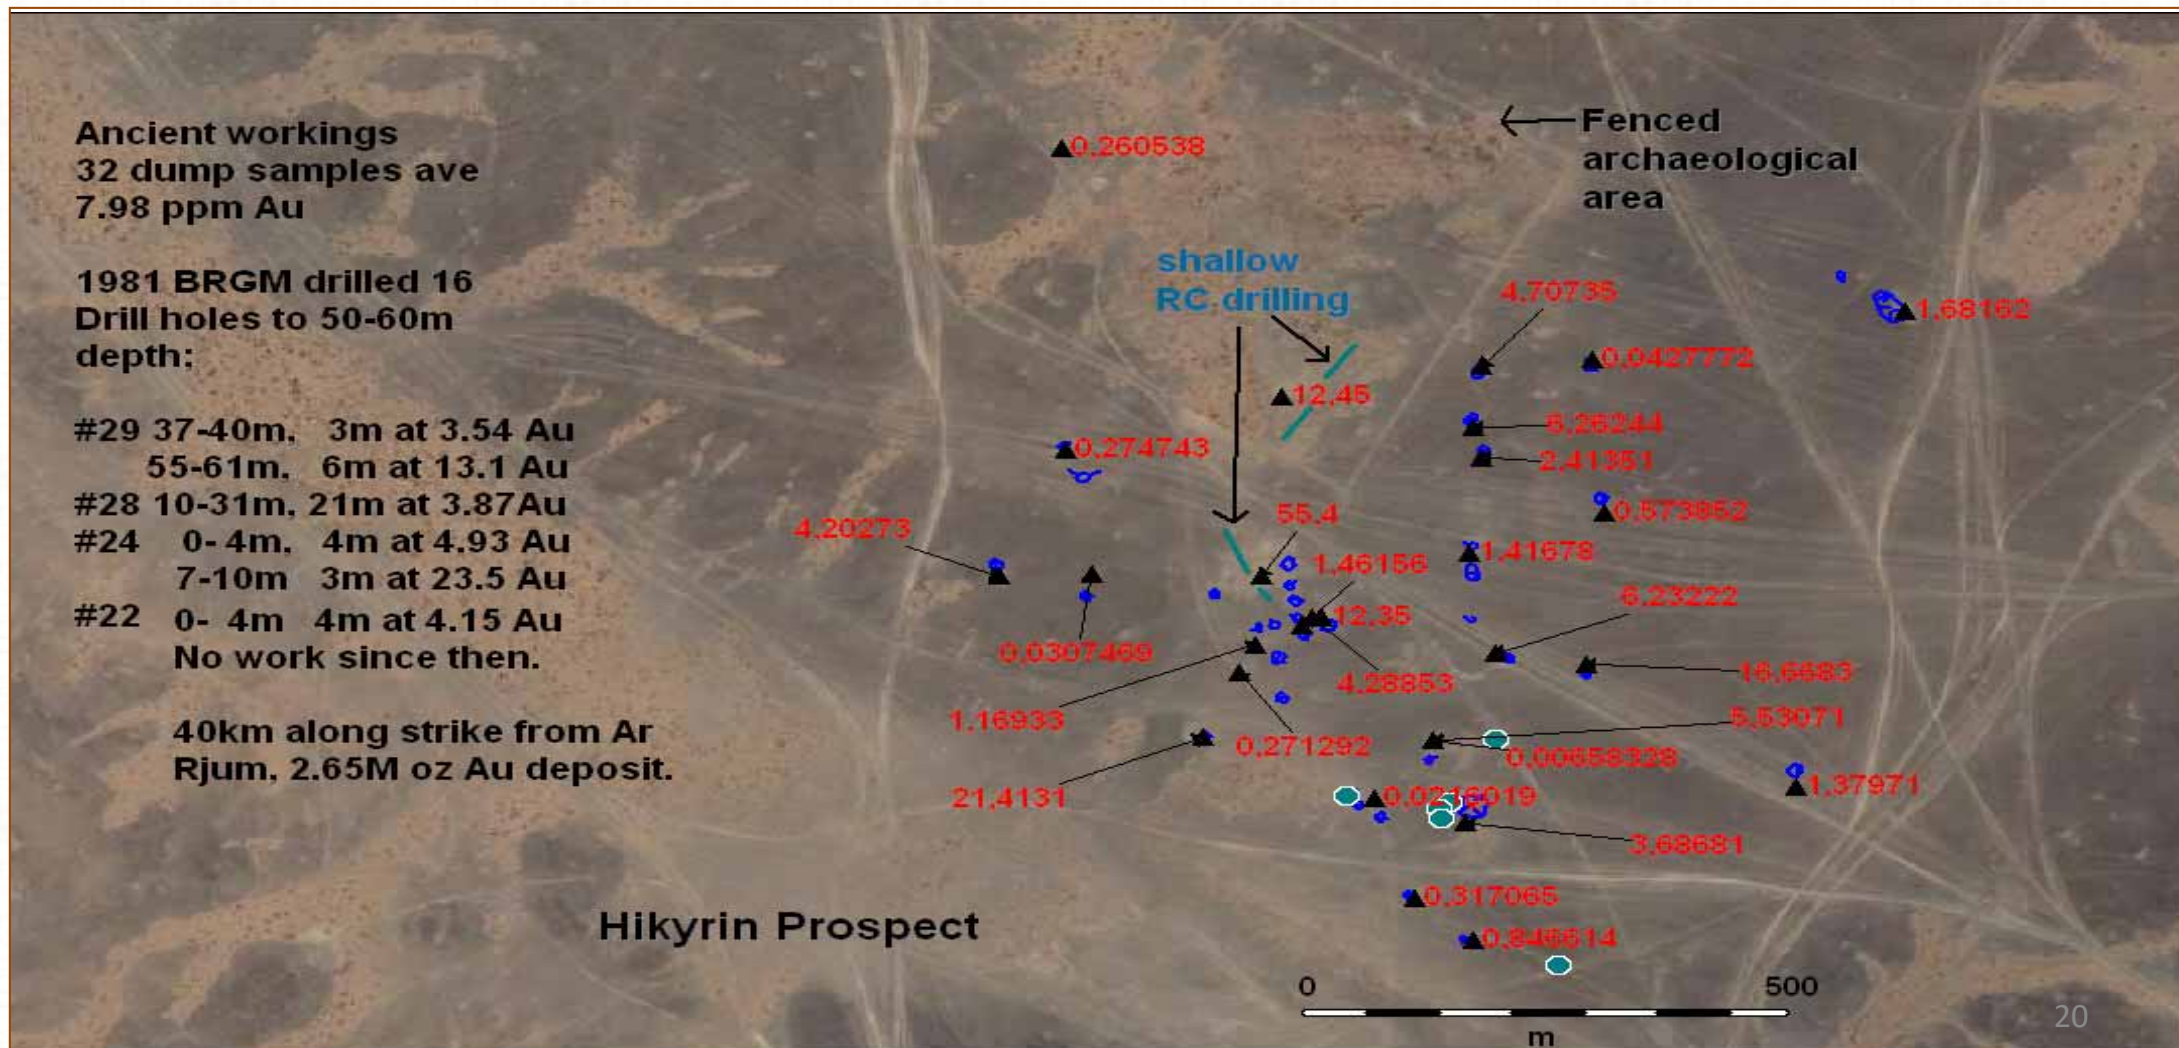 Ancient workings
32 dump samples ave
7.98 ppm Au
1981 BRGM drilled 16
Drill holes to 50-60m
depth;
#29 37-40m, 3m at 3.54 Au
55-61m, 6m at 13.1 Au
#28 10-31m, 21m at 3.87Au
#24 0- 4m, 4m at 4.93 Au
7-10m 3m at 23.5 Au
#22 0- 4m 4m at 4.15 Au
No work since then.
40km along strike from Ar
Rjum, 2.65M oz Au deposit.
Hikyrin Prospect
Fenced
archaeological
area
shallow
RC drilling
0,260538
4,70735
1,68162
0,0427772
12,45
6,26244
0,274743
2,41351
0,573852
55,4
4,20273
1,41678
1,46156
6,23222
12,35
0,0307469
16,6683
4,28853
1,16933
5,53071
0,271292
0,00658328
1,37971
21,4131
0,0216019
3,68681
0,317065
0,846614
0 500
m
20